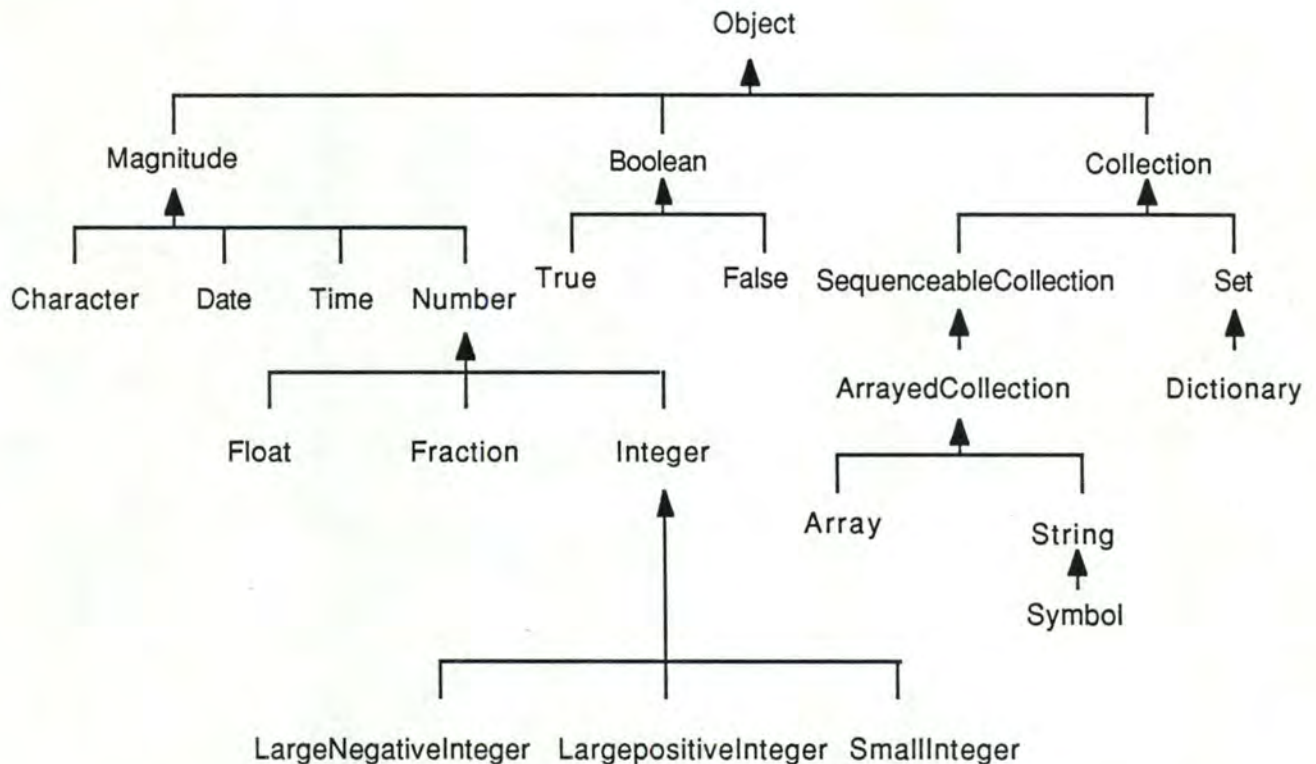 Object
Magnitude Boolean Collection
Character Date Time Number True False SequenceableCollection Set
ArrayedCollection Dictionary
Float Fraction Integer
Array String
Symbol
LargeNegativeInteger LargepositiveInteger SmallInteger